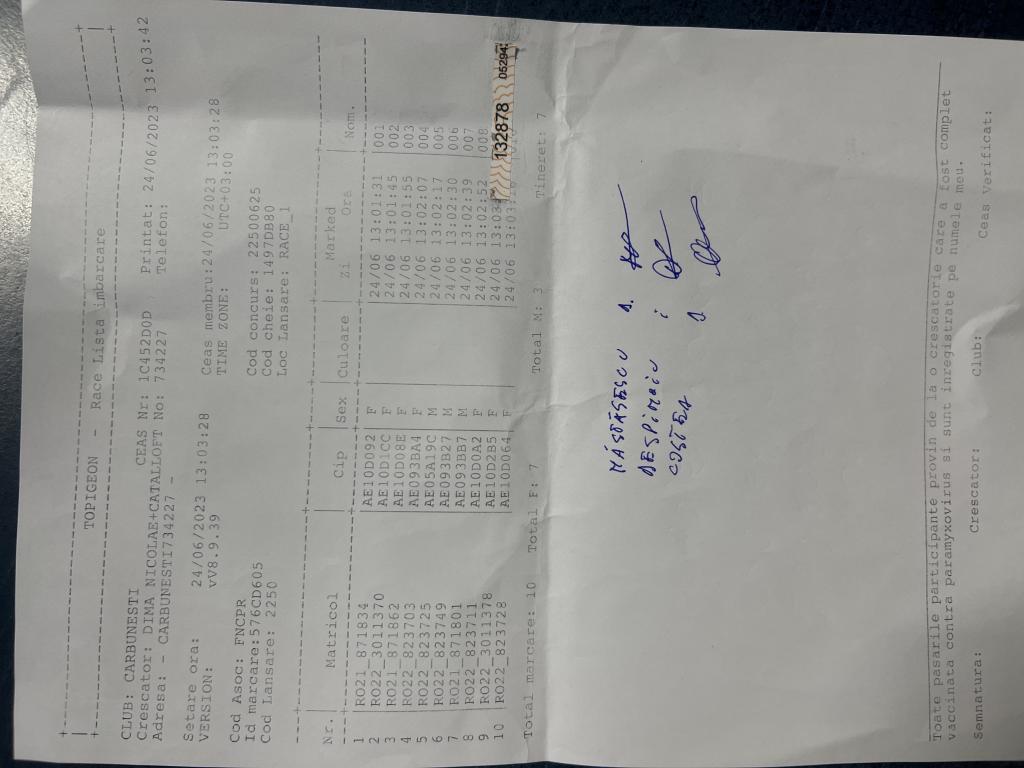 TOPIGEON - Race lista imbarcare
CLUB: CARBUNESTI CEAS Nr: 1C452D0D Printat: 24/06/2023 13:03:42
Crescator: DIMA NICOLAE+CATALLOFT No: 734227 Telefon:
Adresa: - CARBUNESTI734227 -
Setare ora: 24/06/2023 13:03:28 Ceas membru:24/06/2023 13:03:28
VERSION: vV8.9.39 TIME ZONE: UTC+03:00
Cod Asoc: FNCPR Cod concurs: 22500625
Id marcare:576CD605 Cod cheie: 1497DB80
Cod Lansare: 2250 Loc Lansare: RACE_1
Marked
Nr. Matricol Cip Sex Culoare Zi Ora Nom.
1 RO21_871834 AE10D092 F 24/06 13:01:31 001
2 RO22_3011370 AE10D1CC F 24/06 13:01:45 002
3 RO21_871862 AE10D08E F 24/06 13:01:55 003
4 RO22_823703 AE093BA4 F 24/06 13:02:07 004
5 RO22_823725 AE05A19C M 24/06 13:02:17 005
6 RO22_823749 AE093B27 M 24/06 13:02:30 006
7 RO21_871801 AE093BB7 M 24/06 13:02:39 007
8 RO22_823711 AE10D0A2 F 24/06 13:02:52 008
9 RO22_3011378 AE10D2B5 F 24/06
10 RO22_823728 AE10D064 F 24/06
132878 06284
Total marcare: 10 Total F: 7 Total M: 3 Tineret: 7
DESPINOIU i
COSTEA
Toate pasarile participante provin de la o crescatorie care a fost complet
vaccinata contra paramyxovirus si sunt inregistrate pe numele meu.
Semnatura: Crescator: Club: Ceas Verificat: